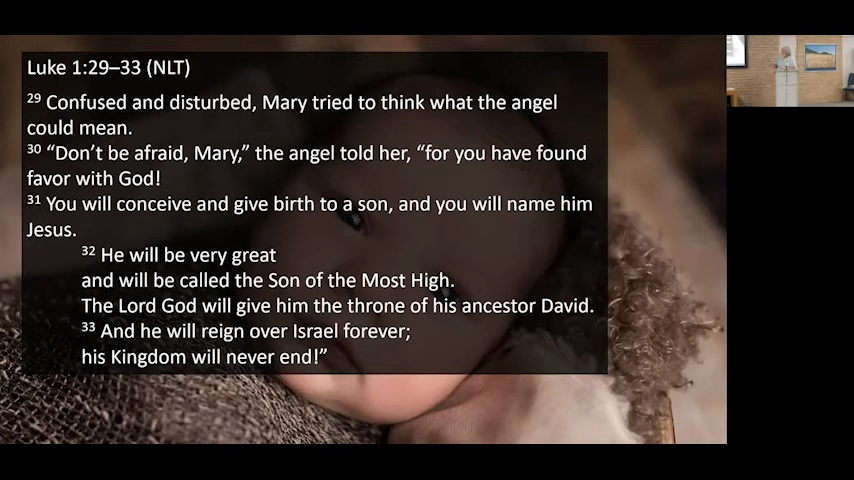 Luke 1:29–33 (NLT)
29 Confused and disturbed, Mary tried to think what the angel
could mean.
30 “Don’t be afraid, Mary,” the angel told her, “for you have found
favor with God!
31 You will conceive and give birth to a son, and you will name him
Jesus.
32 He will be very great
and will be called the Son of the Most High.
The Lord God will give him the throne of his ancestor David.
33 And he will reign over Israel forever;
his Kingdom will never end!”